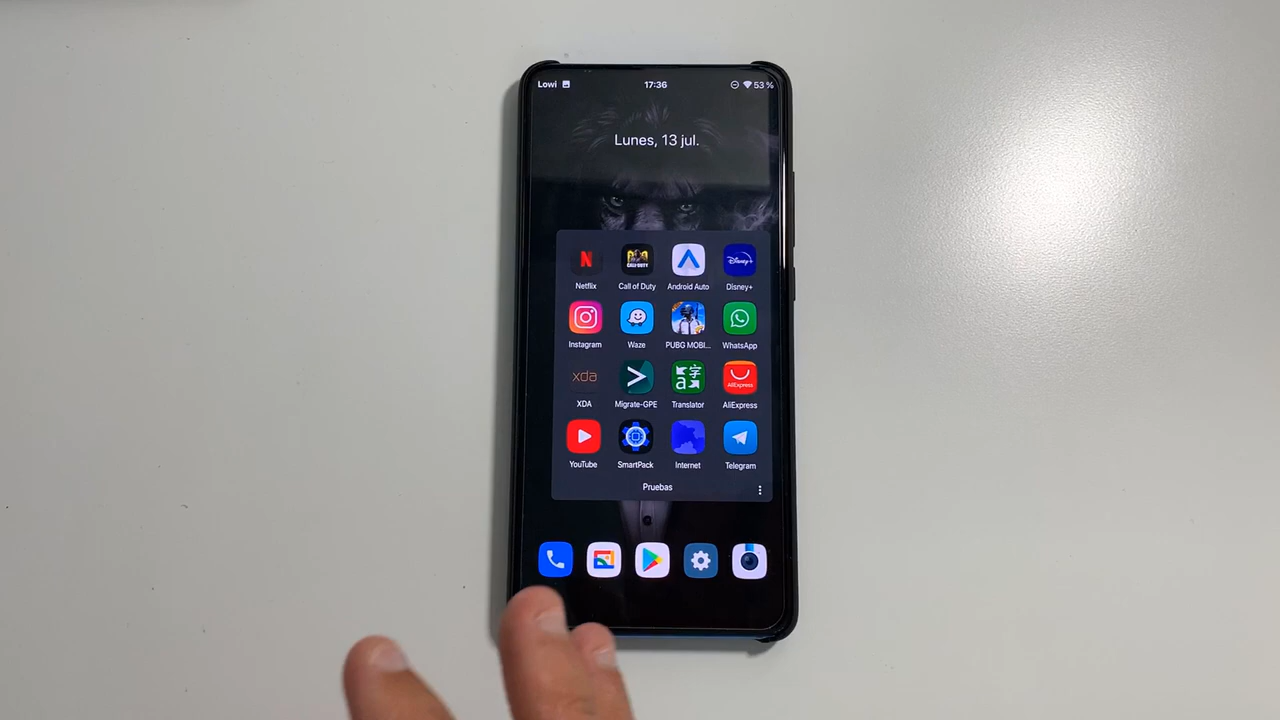 Lowi 17:36 53 %
Lunes, 13 jul.
Netflix Call of Duty Android Auto Disney+
Instagram Waze PUBG MOBI... WhatsApp
xda
AliExpress
XDA Migrate-GPE Translator AliExpress
YouTube SmartPack Internet Telegram
Pruebas